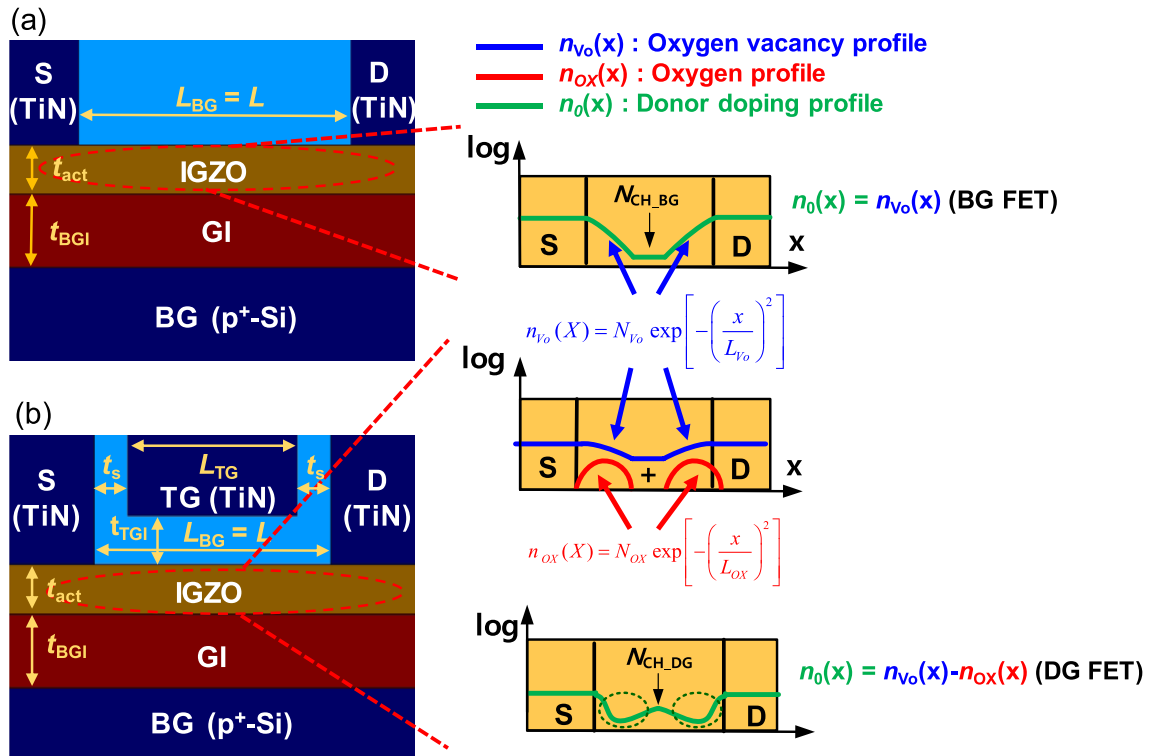 (a)
S
(TiN)
D
(TiN)
L_BG = L
t_act
IGZO
t_BGI
GI
BG (p⁺-Si)
n_Vo(x) : Oxygen vacancy profile
n_OX(x) : Oxygen profile
n_0(x) : Donor doping profile
log
N_CH_BG
S
D
x
n_0(x) = n_Vo(x) (BG FET)
n_Vo(X) = N_Vo exp[-(x/L_Vo)²]
log
S
+
D
x
n_OX(X) = N_OX exp[-(x/L_OX)²]
(b)
S
(TiN)
t_s
L_TG
t_s
TG (TiN)
D
(TiN)
t_TGI
L_BG = L
t_act
IGZO
t_BGI
GI
BG (p⁺-Si)
log
N_CH_DG
S
D
n_0(x) = n_Vo(x)-n_OX(x) (DG FET)